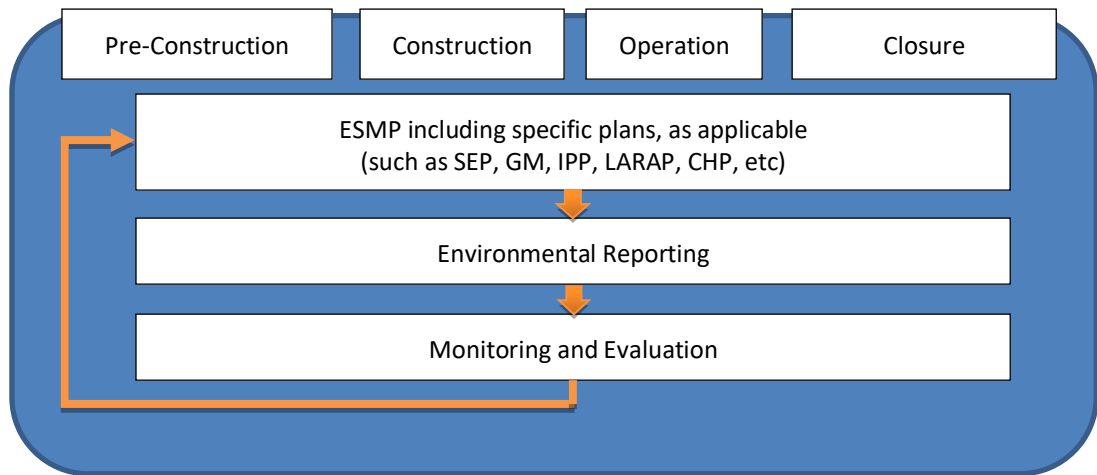 Pre-Construction
Construction
Operation
Closure
ESMP including specific plans, as applicable
(such as SEP, GM, IPP, LARAP, CHP, etc)
Environmental Reporting
Monitoring and Evaluation